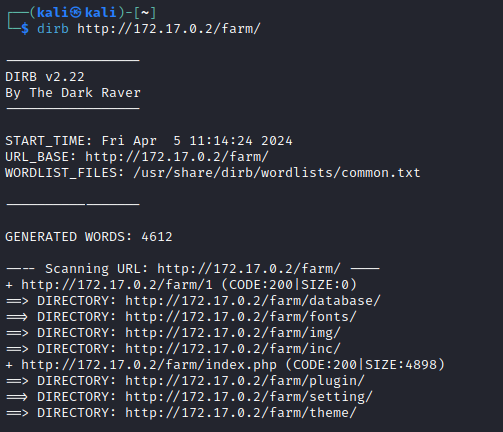 ┌──(kali㉿kali)-[~]
└─$ dirb http://172.17.0.2/farm/

-----------------
DIRB v2.22
By The Dark Raver
-----------------

START_TIME: Fri Apr  5 11:14:24 2024
URL_BASE: http://172.17.0.2/farm/
WORDLIST_FILES: /usr/share/dirb/wordlists/common.txt

-----------------

GENERATED WORDS: 4612

---- Scanning URL: http://172.17.0.2/farm/ ----
+ http://172.17.0.2/farm/1 (CODE:200|SIZE:0)
==> DIRECTORY: http://172.17.0.2/farm/database/
==> DIRECTORY: http://172.17.0.2/farm/fonts/
==> DIRECTORY: http://172.17.0.2/farm/img/
==> DIRECTORY: http://172.17.0.2/farm/inc/
+ http://172.17.0.2/farm/index.php (CODE:200|SIZE:4898)
==> DIRECTORY: http://172.17.0.2/farm/plugin/
==> DIRECTORY: http://172.17.0.2/farm/setting/
==> DIRECTORY: http://172.17.0.2/farm/theme/